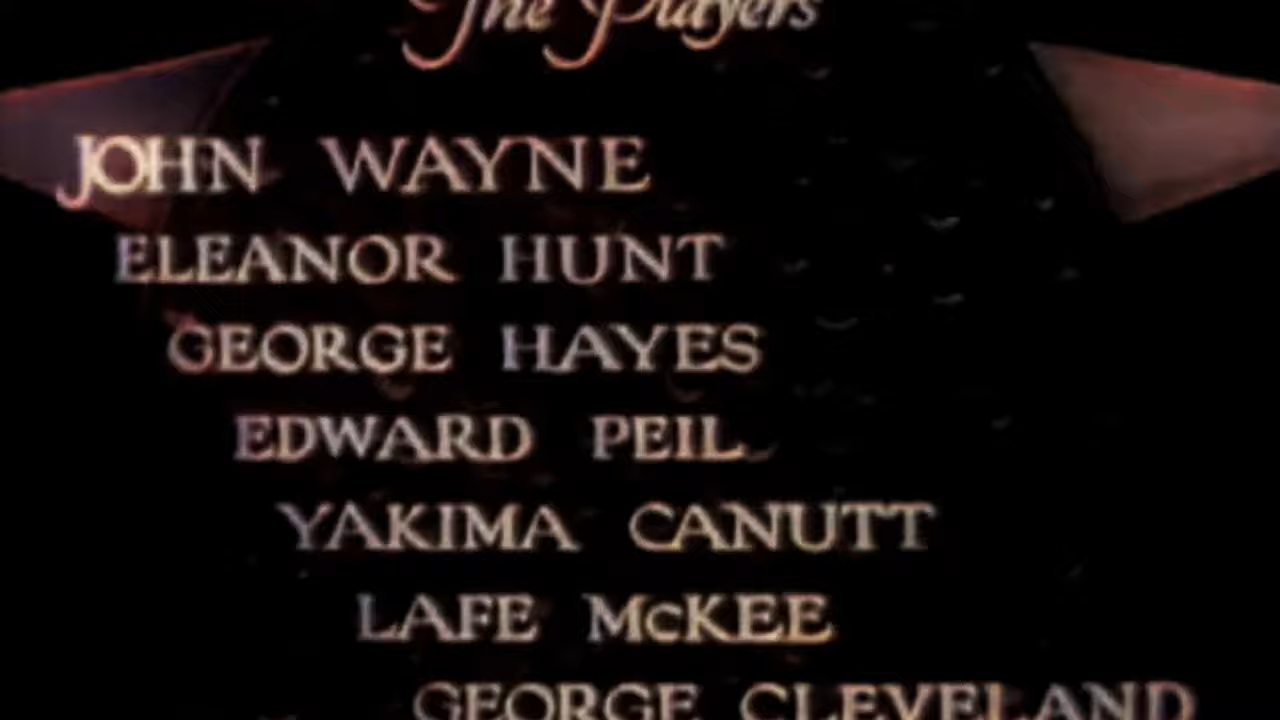 The Players
JOHN WAYNE
ELEANOR HUNT
GEORGE HAYES
EDWARD PEIL
YAKIMA CANUTT
LAFE McKEE
GEORGE CLEVELAND